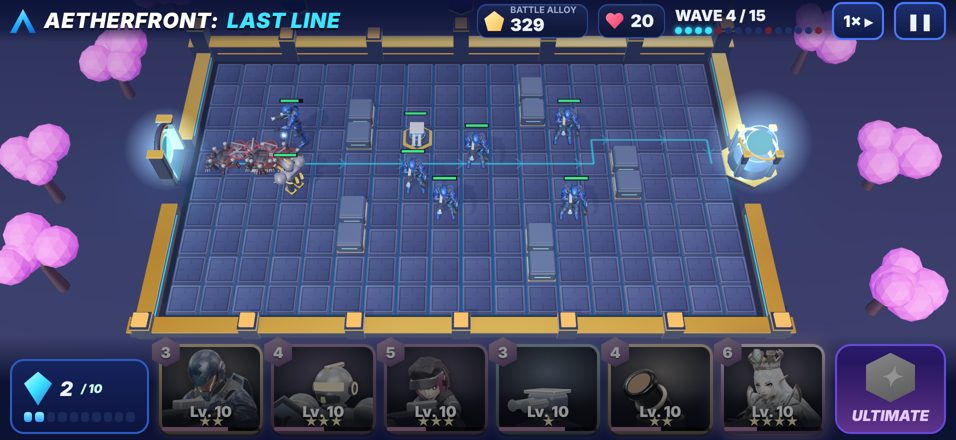 AETHERFRONT: LAST LINE
BATTLE ALLOY
329
20
WAVE 4 / 15
1×
2 / 10
3
Lv. 10
4
Lv. 10
5
Lv. 10
3
Lv. 10
4
Lv. 10
6
Lv. 10
ULTIMATE